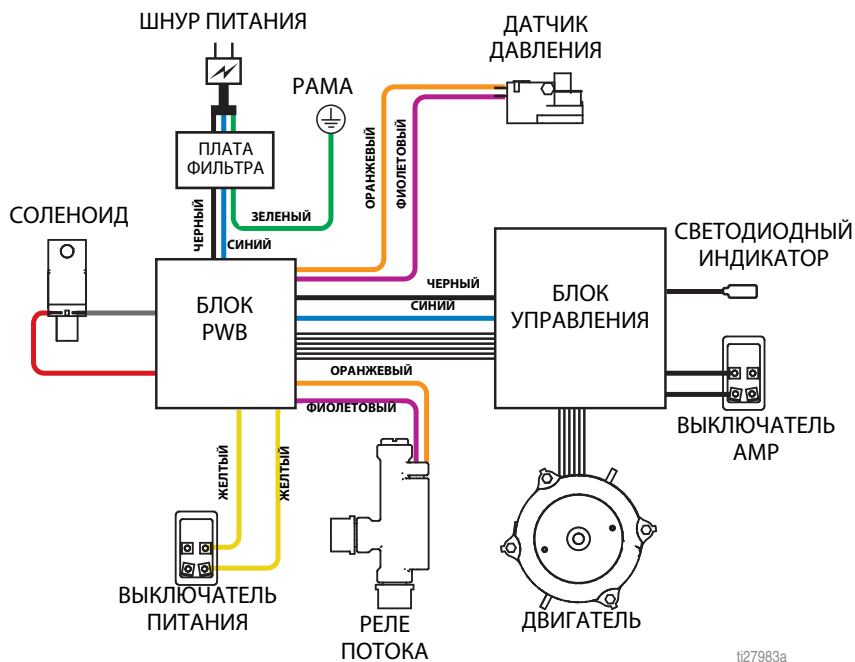 ШНУР ПИТАНИЯ
ДАТЧИК
ДАВЛЕНИЯ
РАМА
ПЛАТА
ФИЛЬТРА
ОРАНЖЕВЫЙ
ФИОЛЕТОВЫЙ
СОЛЕНОИД
ЧЕРНЫЙ
ЗЕЛЕНЫЙ
СИНИЙ
СВЕТОДИОДНЫЙ
ИНДИКАТОР
БЛОК
PWB
ЧЕРНЫЙ
СИНИЙ
БЛОК
УПРАВЛЕНИЯ
ОРАНЖЕВЫЙ
ФИОЛЕТОВЫЙ
ВЫКЛЮЧАТЕЛЬ
AMP
ЖЕЛТЫЙ
ЖЕЛТЫЙ
ВЫКЛЮЧАТЕЛЬ
ПИТАНИЯ
РЕЛЕ
ПОТОКА
ДВИГАТЕЛЬ
ti27983a